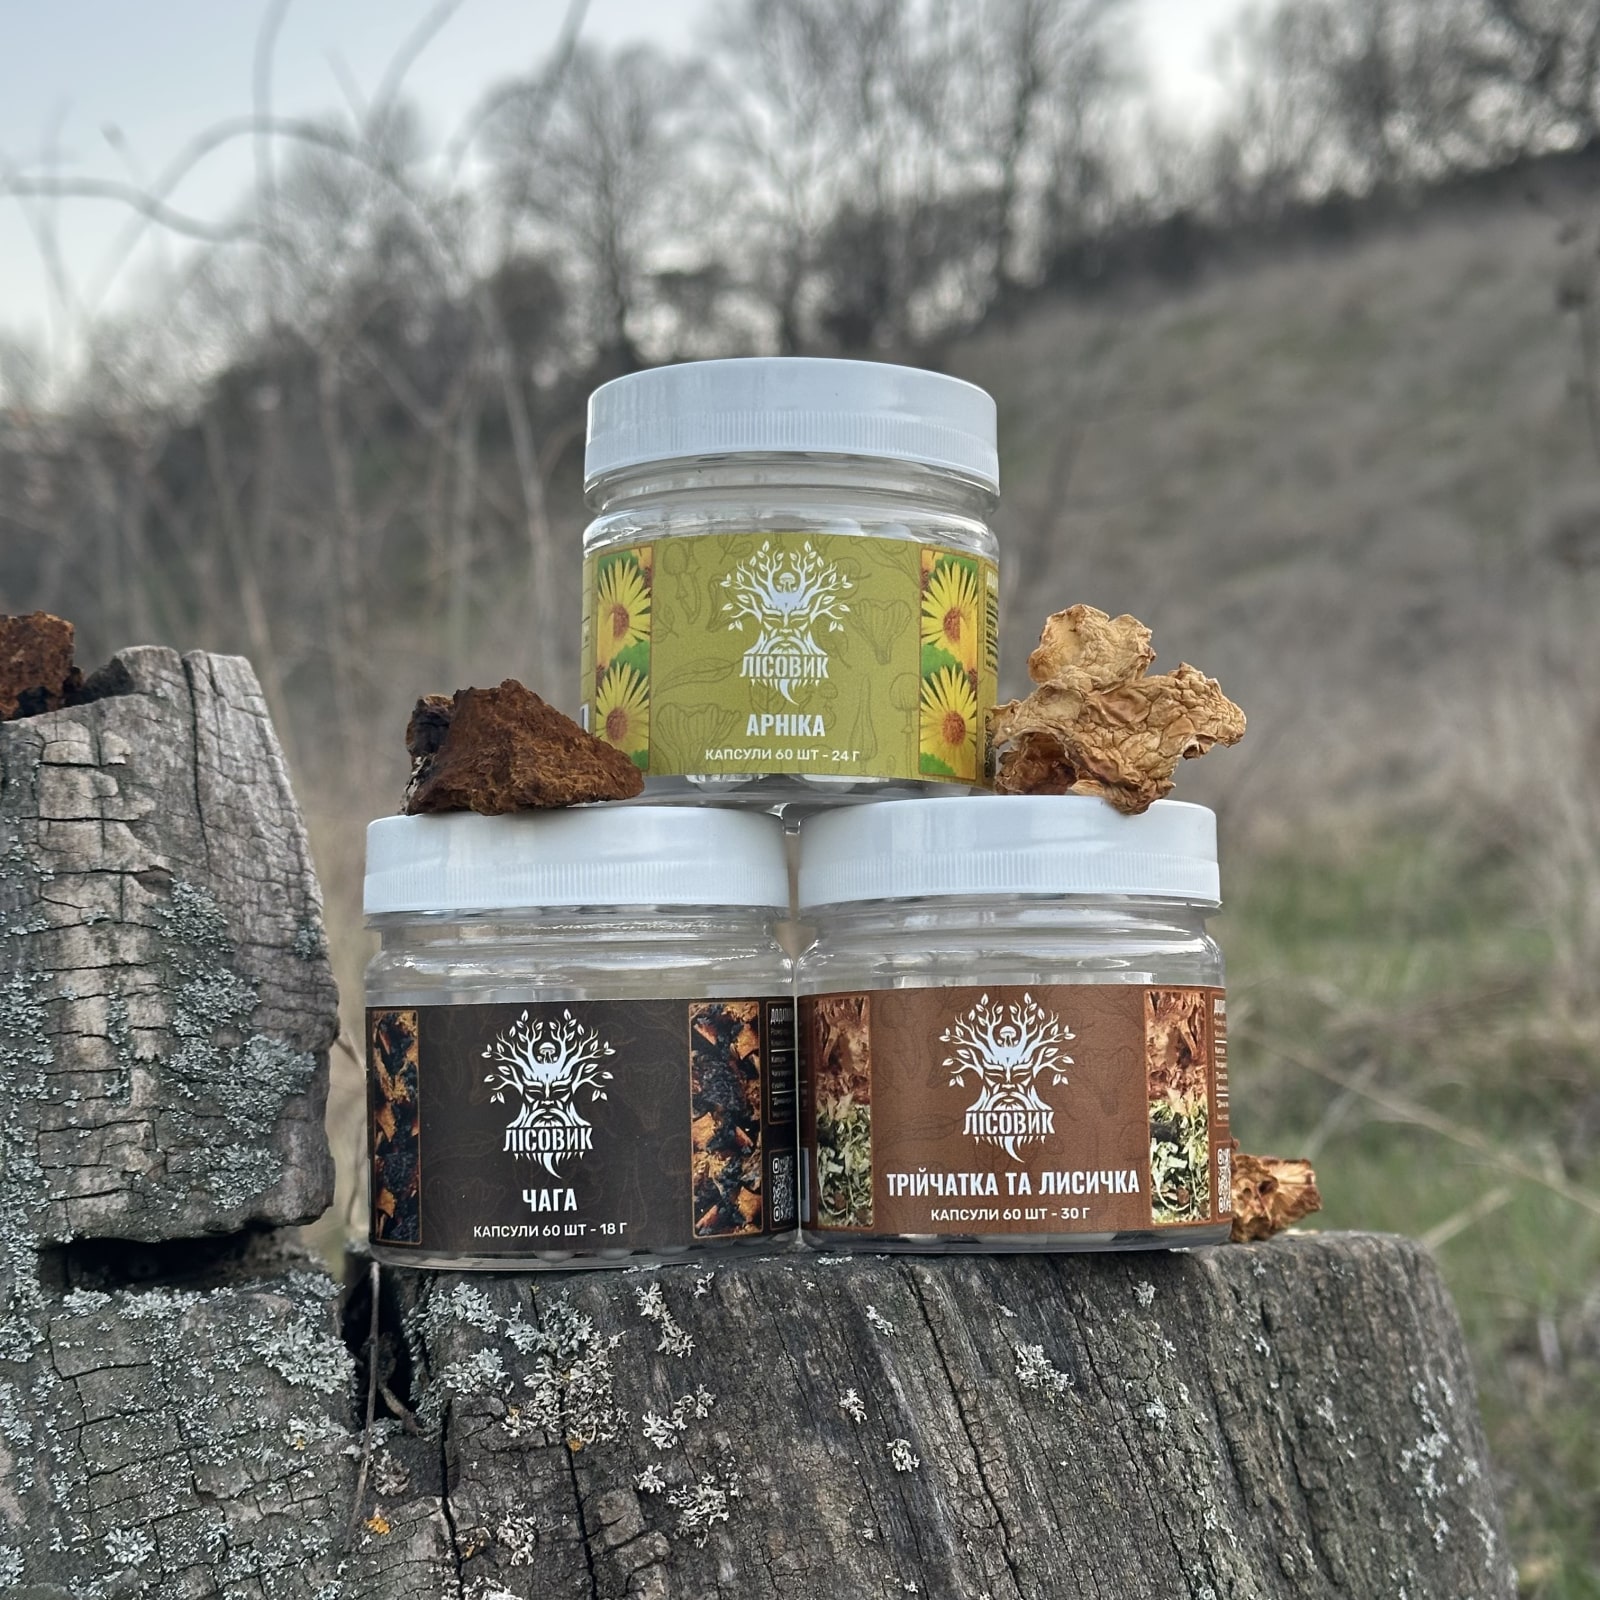 ЛІСОВИК
АРНІКА
КАПСУЛИ 60 ШТ - 24 Г
ЛІСОВИК
ЧАГА
КАПСУЛИ 60 ШТ - 18 Г
ЛІСОВИК
ТРІЙЧАТКА ТА ЛИСИЧКА
КАПСУЛИ 60 ШТ - 30 Г